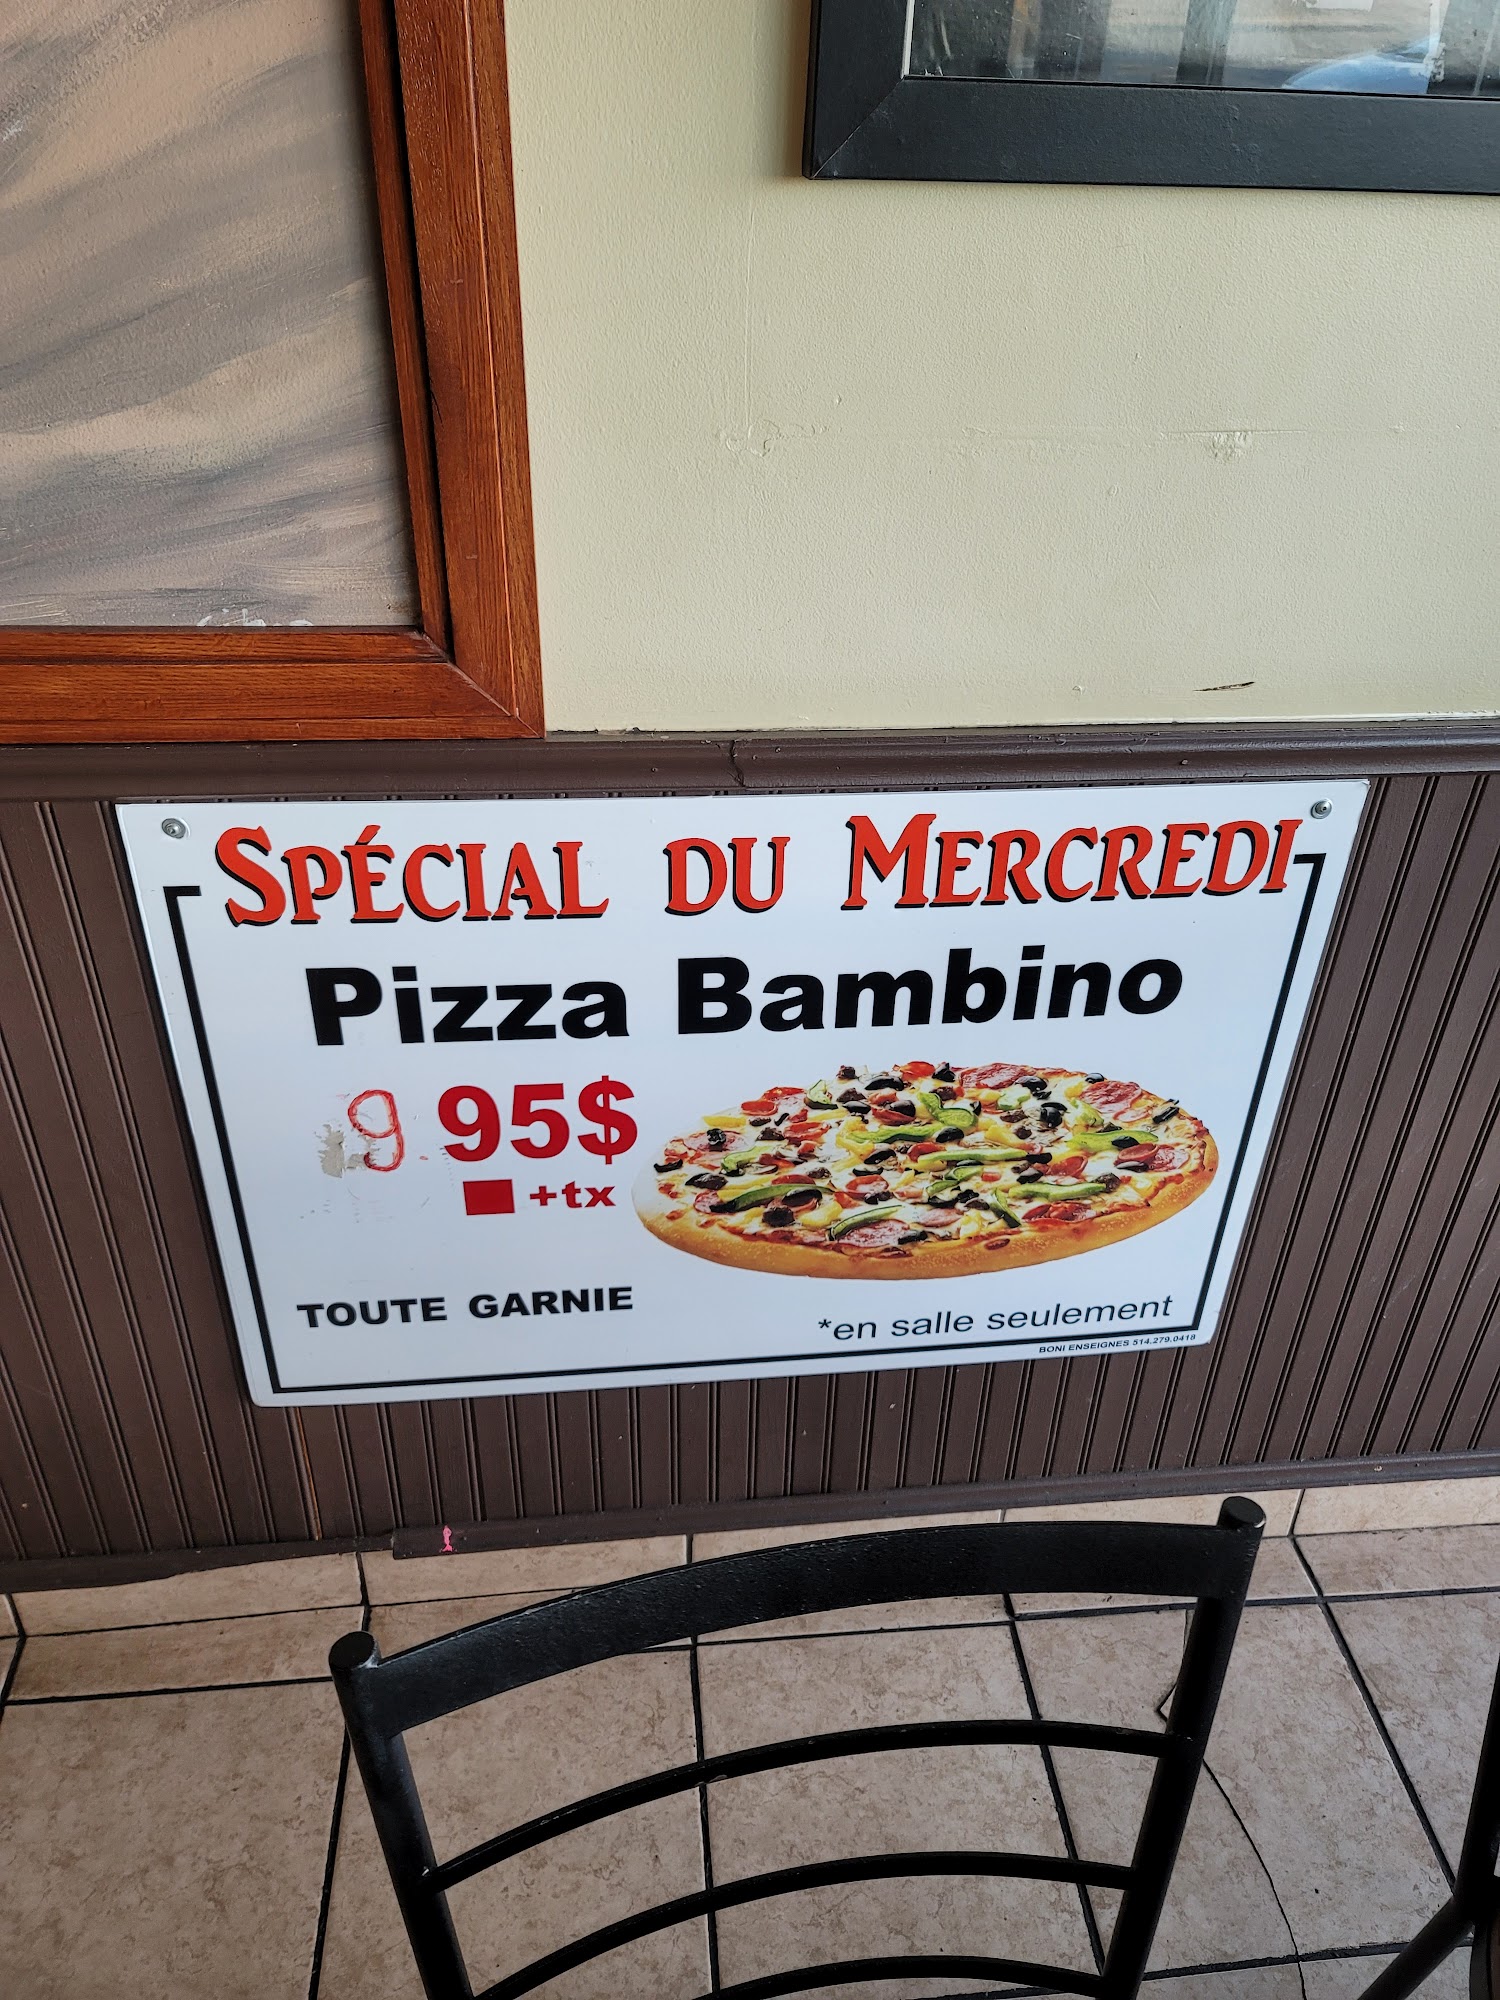 SPÉCIAL DU MERCREDI
Pizza Bambino
9.95$
+tx
TOUTE GARNIE
*en salle seulement
BONI ENSEIGNES 514.279.0418